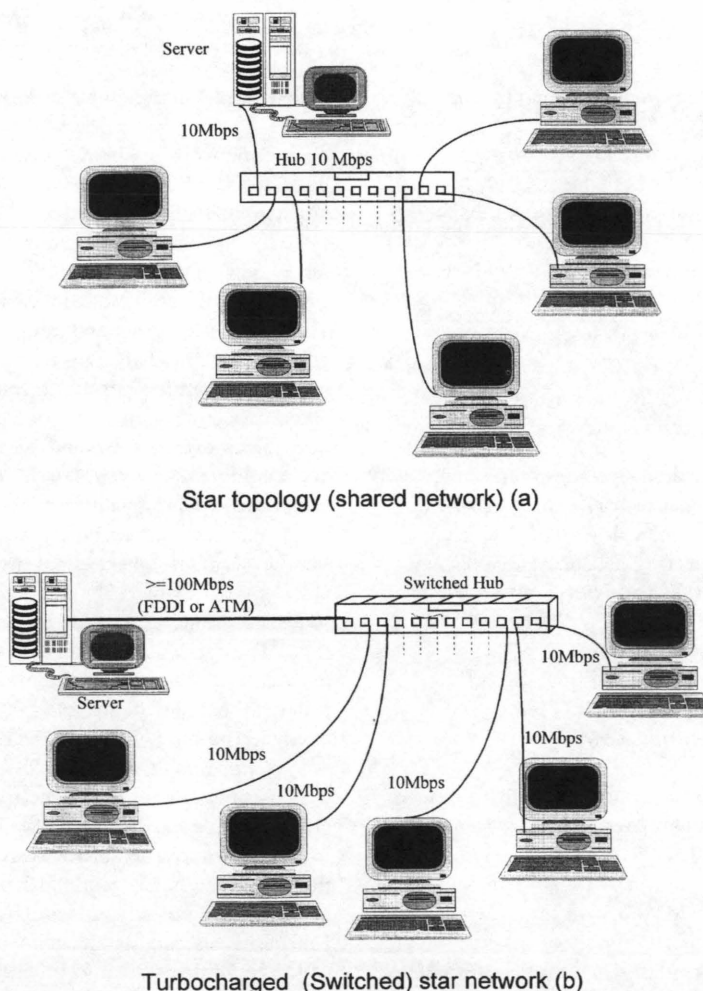 Server
10Mbps
Hub 10 Mbps
Star topology (shared network) (a)
>=100Mbps
(FDDI or ATM)
Switched Hub
10Mbps
Server
10Mbps
10Mbps
10Mbps
10Mbps
Turbocharged (Switched) star network (b)